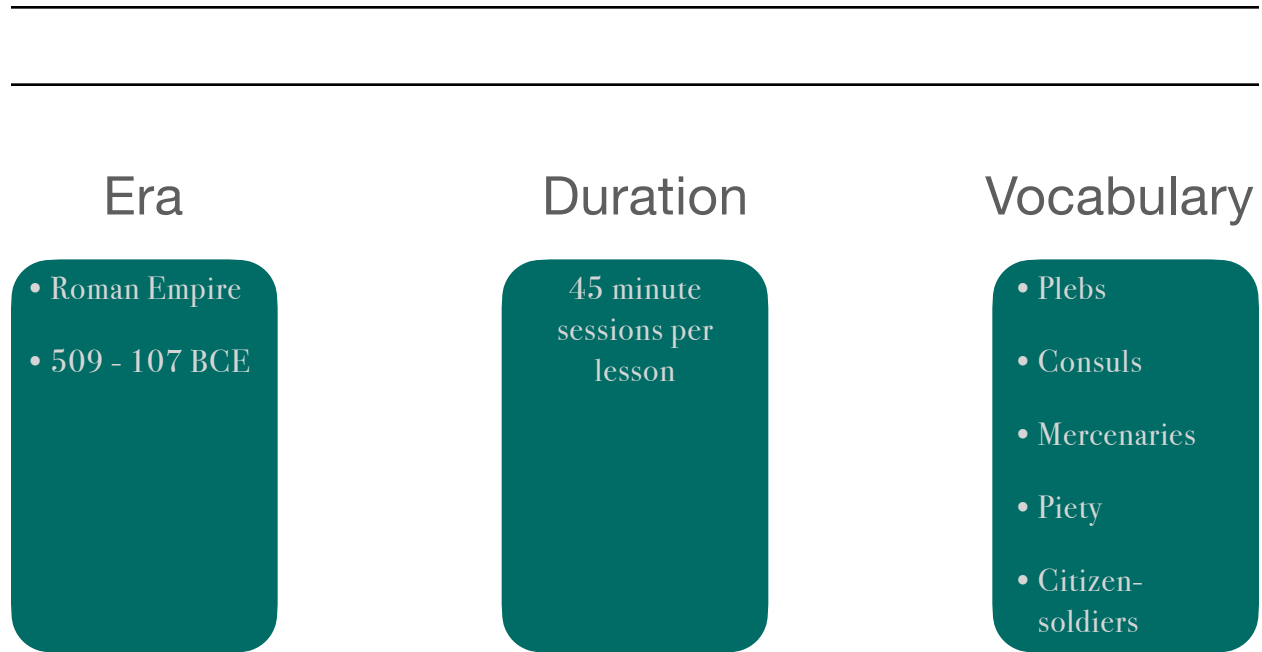 Era
• Roman Empire
• 509 - 107 BCE
Duration
45 minute
sessions per
lesson
Vocabulary
• Plebs
• Consuls
• Mercenaries
• Piety
• Citizen-
soldiers